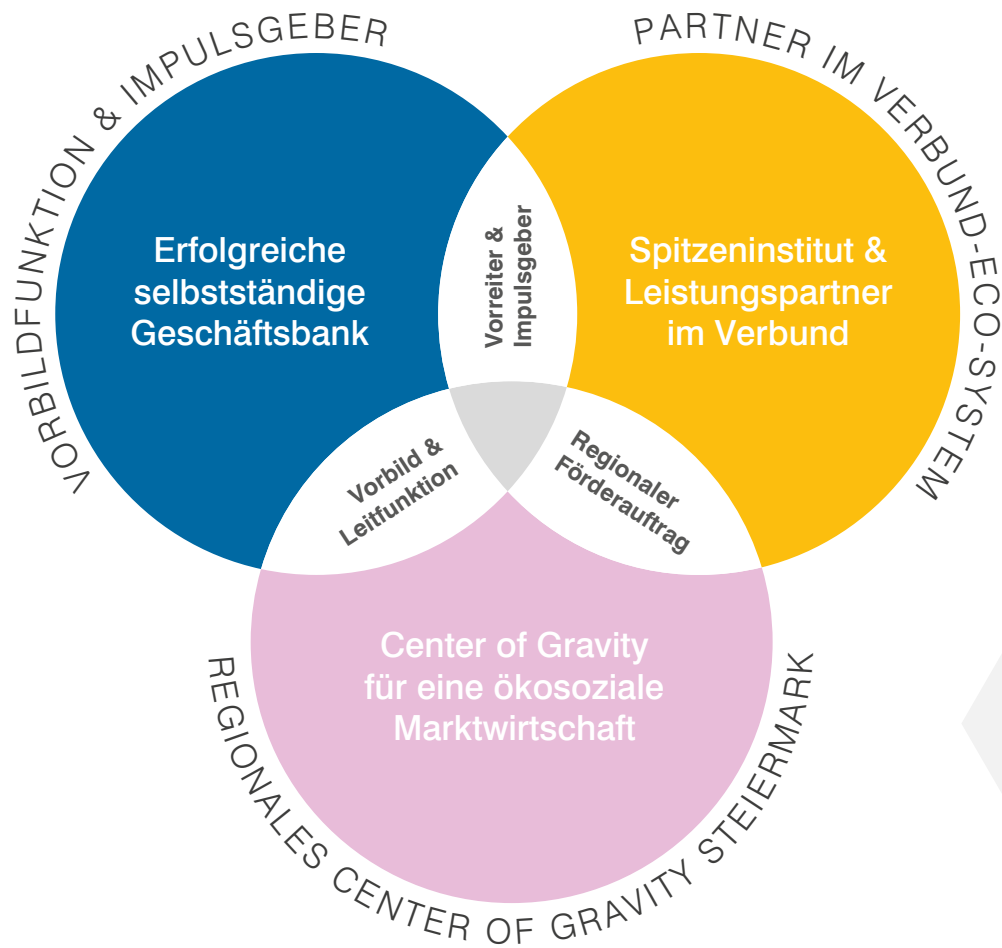 VORBILDFUNKTION & IMPULSGEBER
PARTNER IM VERBUND-ECO-SYSTEM
Erfolgreiche
selbstständige
Geschäftsbank
Vorreiter &
Impulsgeber
Spitzeninstitut &
Leistungspartner
im Verbund
Vorbild &
Leitfunktion
Regionaler
Förderauftrag
Center of Gravity
für eine ökosoziale
Marktwirtschaft
REGIONALES CENTER OF GRAVITY STEIERMARK